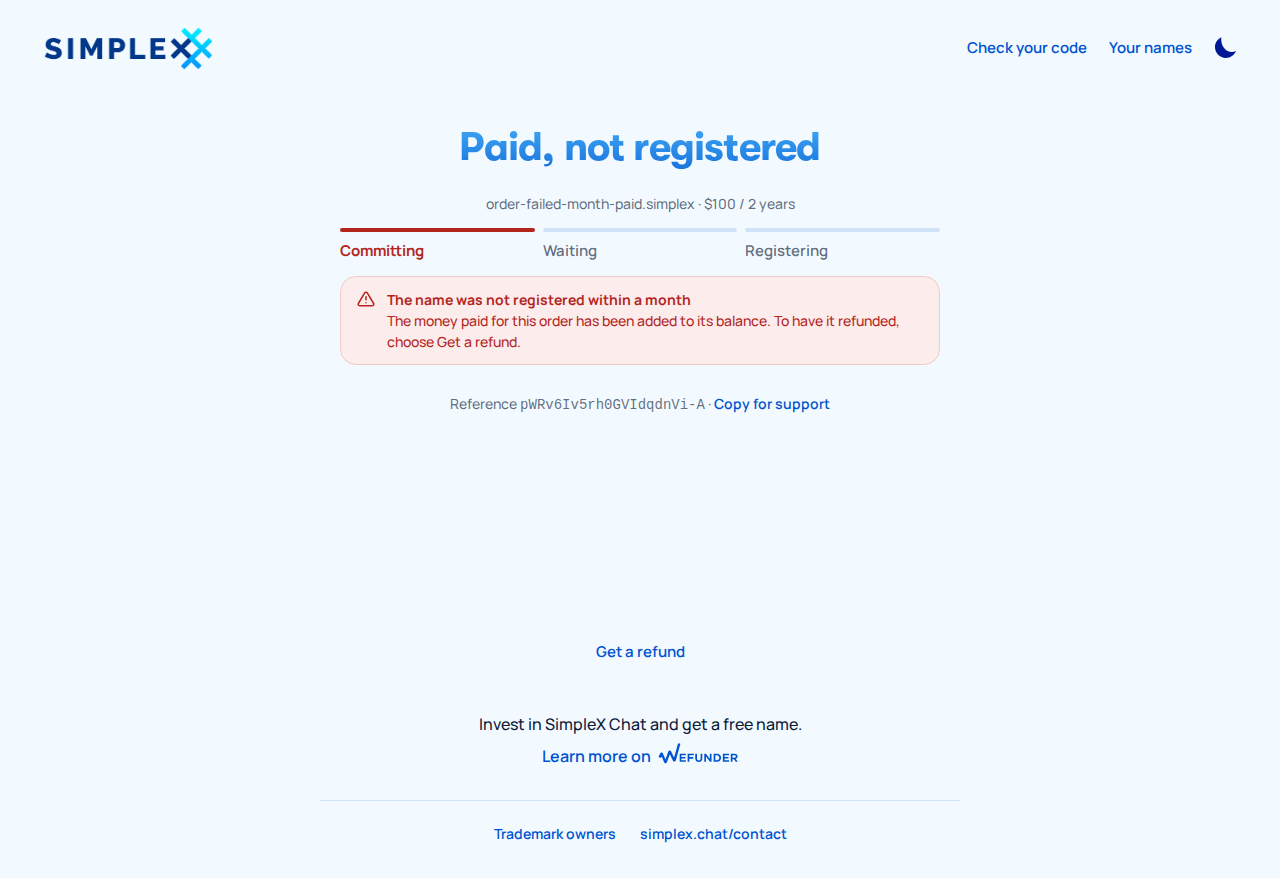 SIMPLEX
Check your code
Your names
Paid, not registered
order-failed-month-paid.simplex · $100 / 2 years
Committing
Waiting
Registering
The name was not registered within a month
The money paid for this order has been added to its balance. To have it refunded,
choose Get a refund.
Reference pWRv6Iv5rh0GVIdqdnVi-A · Copy for support
Get a refund
Invest in SimpleX Chat and get a free name.
Learn more on WEFUNDER
Trademark owners
simplex.chat/contact